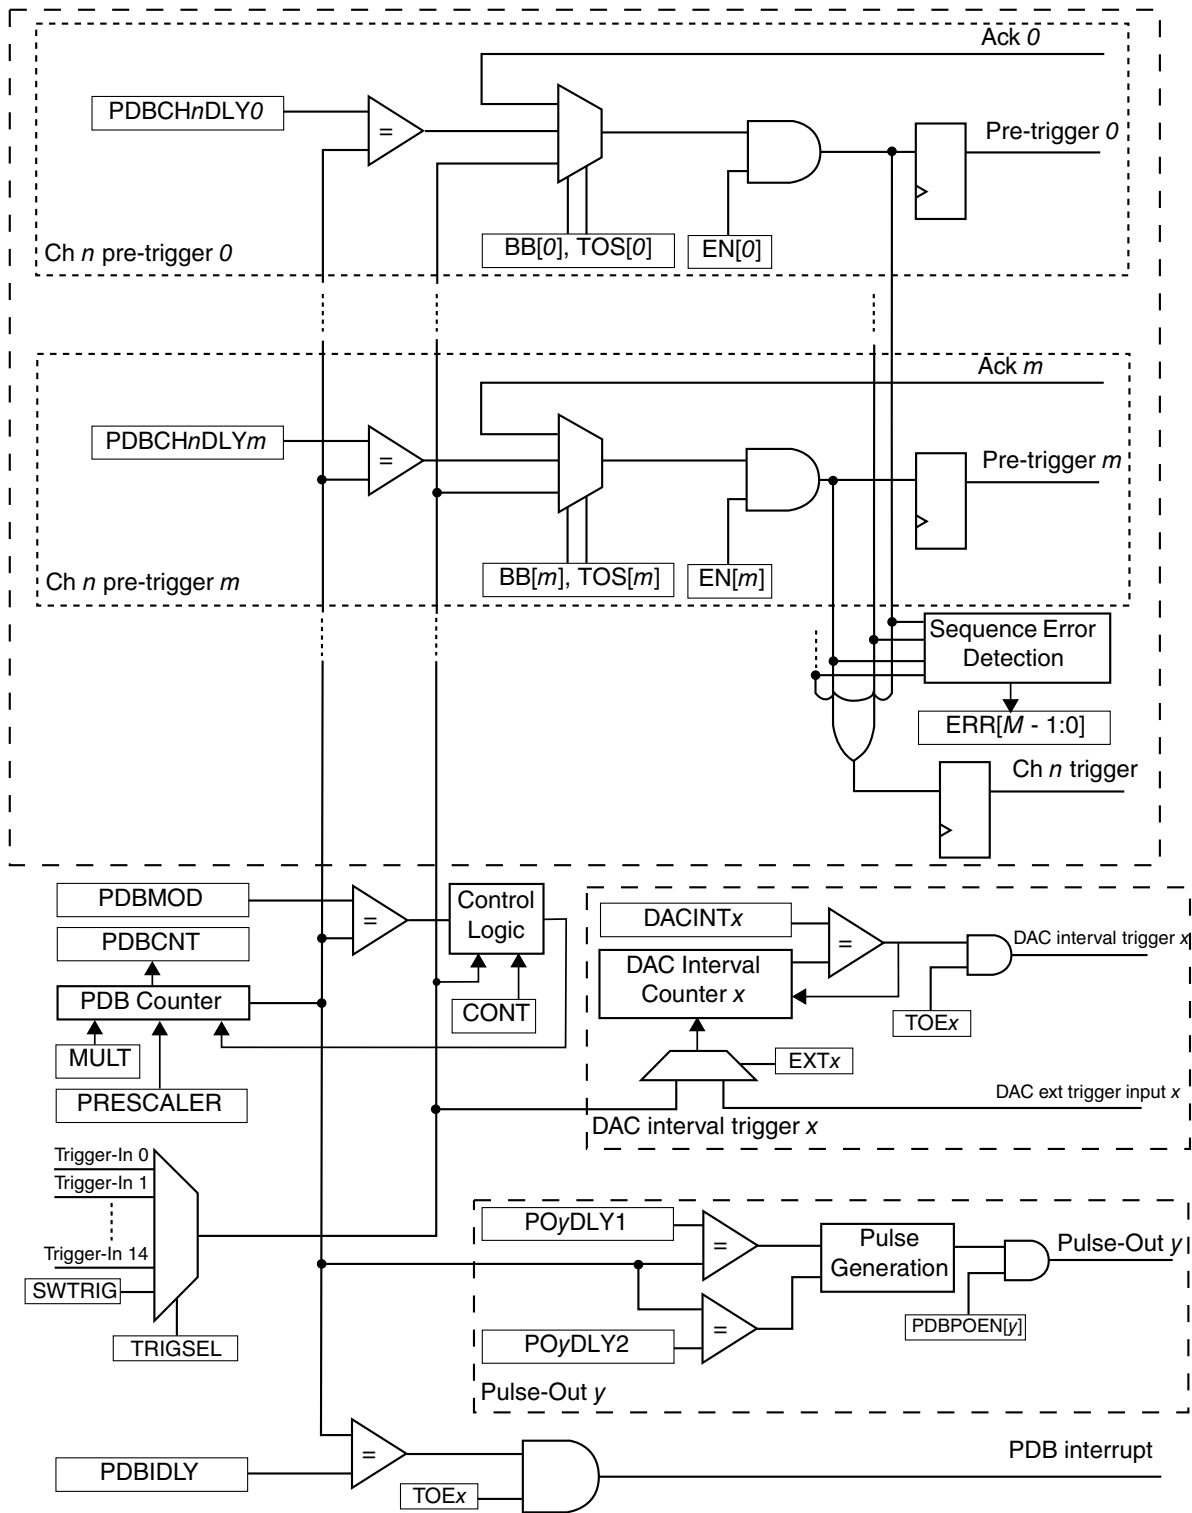 Ack 0
PDBCHnDLY0
=
Pre-trigger 0
BB[0], TOS[0]
EN[0]
Ch n pre-trigger 0
Ack m
PDBCHnDLYm
=
Pre-trigger m
BB[m], TOS[m]
EN[m]
Ch n pre-trigger m
Sequence Error
Detection
ERR[M - 1:0]
Ch n trigger
PDBMOD
=
Control
Logic
PDBCNT
PDB Counter
CONT
MULT
PRESCALER
DACINTx
=
DAC interval trigger x
DAC Interval
Counter x
TOEx
EXTx
DAC ext trigger input x
DAC interval trigger x
Trigger-In 0
Trigger-In 1
Trigger-In 14
SWTRIG
TRIGSEL
POyDLY1
=
Pulse
Generation
Pulse-Out y
PDBPOEN[y]
=
POyDLY2
Pulse-Out y
=
PDBIDLY
TOEx
PDB interrupt